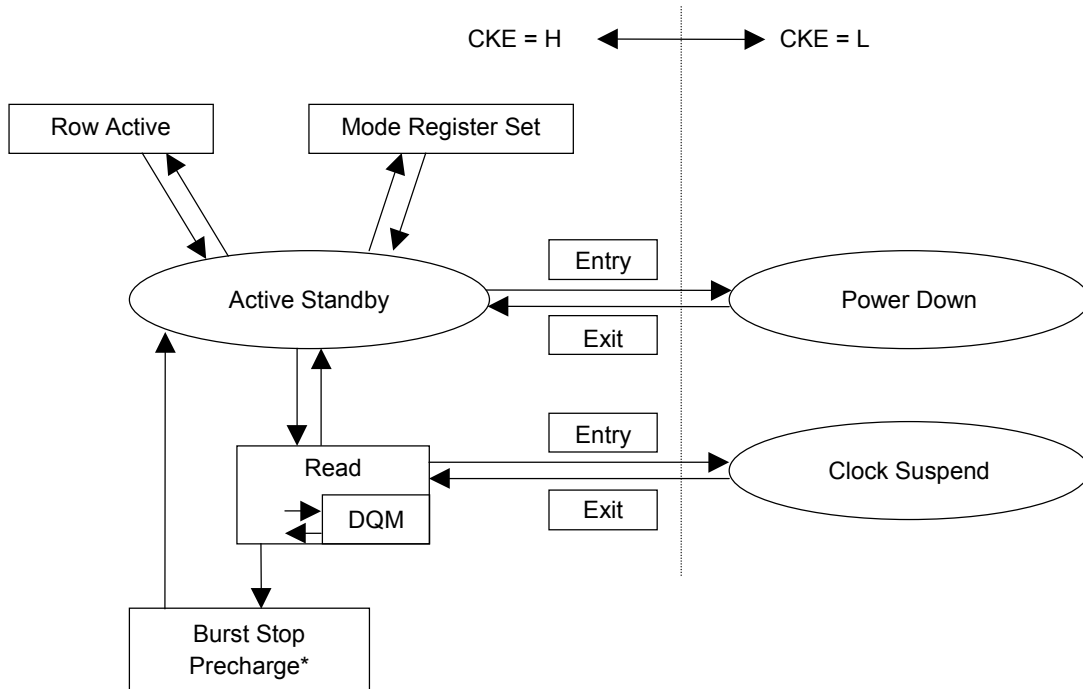 CKE = H
CKE = L
Row Active
Mode Register Set
Entry
Active Standby
Power Down
Exit
Entry
Read
Clock Suspend
DQM
Exit
Burst Stop
Precharge*